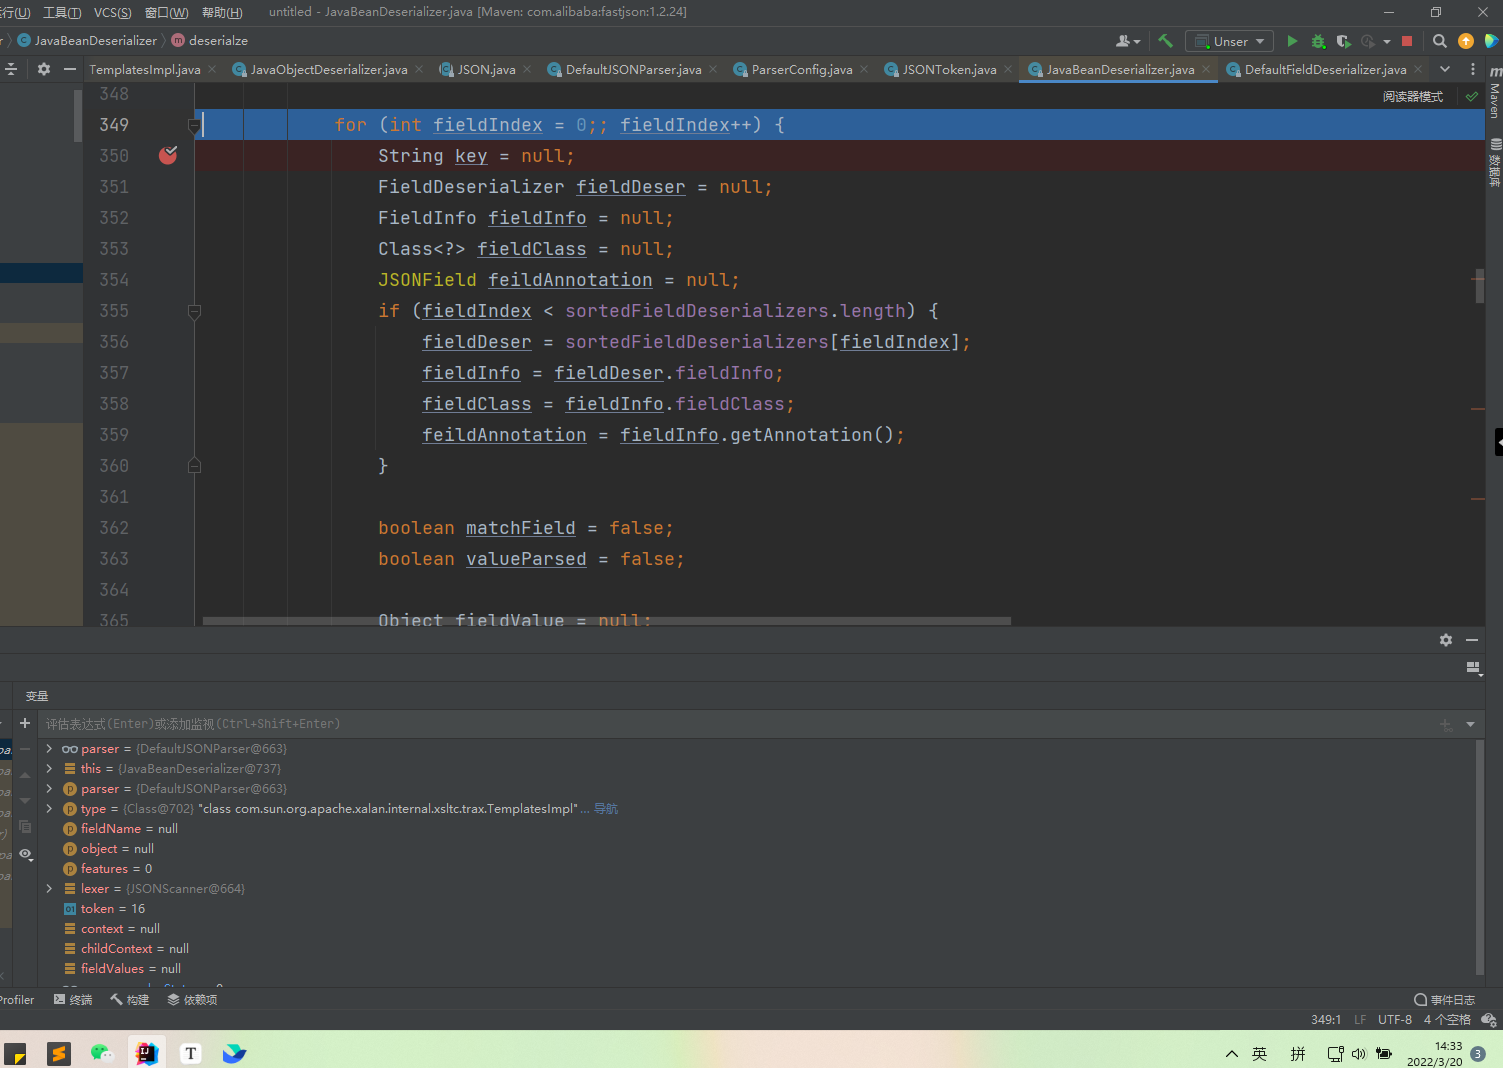 行(U) 工具(T) VCS(S) 窗口(W) 帮助(H) untitled - JavaBeanDeserializer.java [Maven: com.alibaba:fastjson:1.2.24]
JavaBeanDeserializer deserialze Unser
TemplatesImpl.java JavaObjectDeserializer.java JSON.java DefaultJSONParser.java ParserConfig.java JSONToken.java JavaBeanDeserializer.java DefaultFieldDeserializer.java
348 阅读器模式
349 for (int fieldIndex = 0;; fieldIndex++) {
350 String key = null;
351 FieldDeserializer fieldDeser = null;
352 FieldInfo fieldInfo = null;
353 Class<?> fieldClass = null;
354 JSONField feildAnnotation = null;
355 if (fieldIndex < sortedFieldDeserializers.length) {
356 fieldDeser = sortedFieldDeserializers[fieldIndex];
357 fieldInfo = fieldDeser.fieldInfo;
358 fieldClass = fieldInfo.fieldClass;
359 feildAnnotation = fieldInfo.getAnnotation();
360 }
361
362 boolean matchField = false;
363 boolean valueParsed = false;
364
365 Object fieldValue = null;
Maven
数据库
变量
评估表达式(Enter)或添加监视(Ctrl+Shift+Enter)
parser = {DefaultJSONParser@663}
this = {JavaBeanDeserializer@737}
parser = {DefaultJSONParser@663}
type = {Class@702} "class com.sun.org.apache.xalan.internal.xsltc.trax.TemplatesImpl"... 导航
fieldName = null
object = null
features = 0
lexer = {JSONScanner@664}
token = 16
context = null
childContext = null
fieldValues = null
Profiler 终端 构建 依赖项 事件日志
349:1 LF UTF-8 4 个空格
T 英 拼 14:33
2022/3/20 3